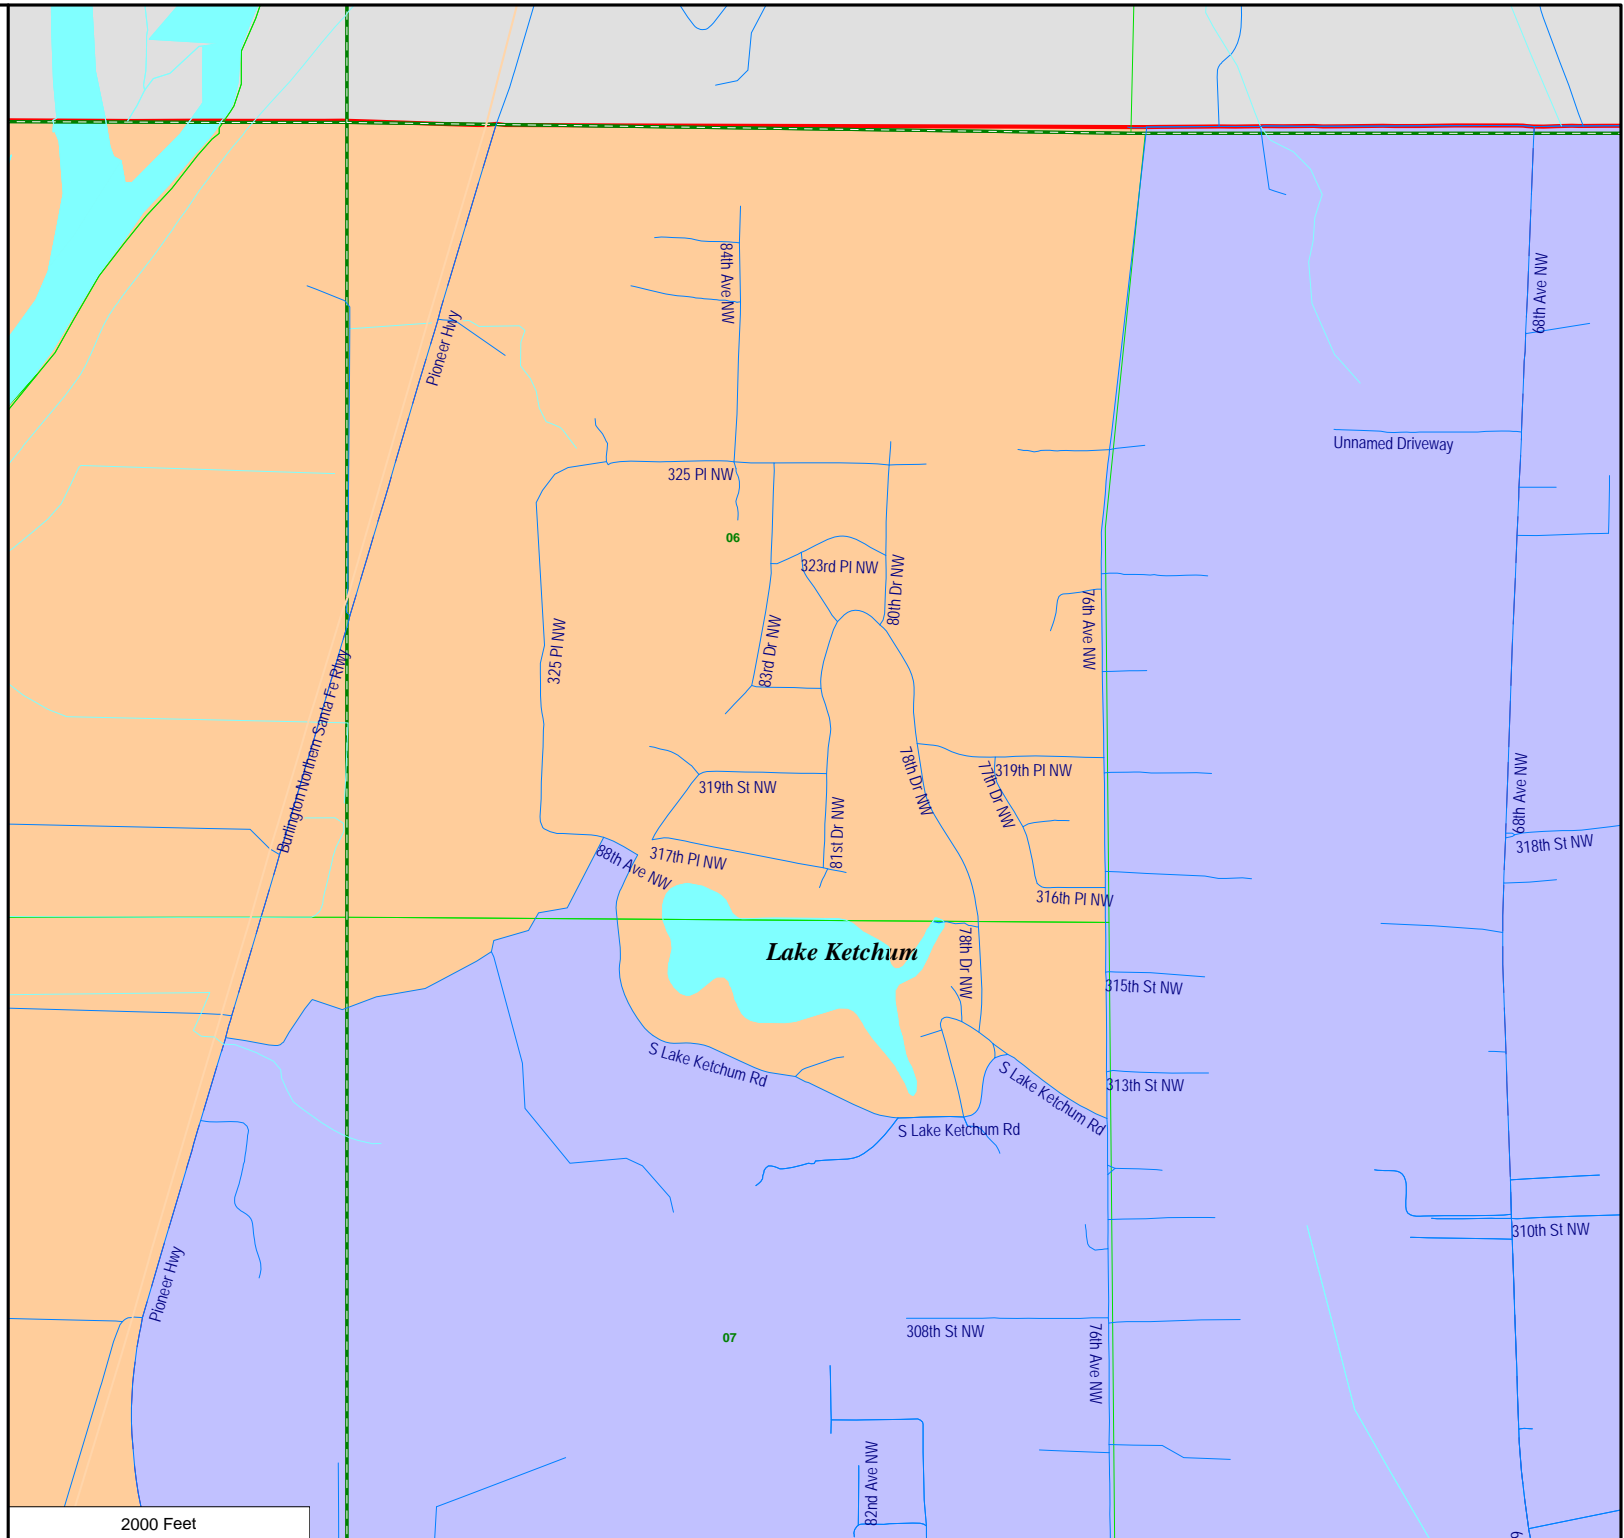 84th Ave NW
68th Ave NW
Pioneer Hwy
Unnamed Driveway
325 Pl NW
06
323rd Pl NW
80th Dr NW
76th Ave NW
325 Pl NW
83rd Dr NW
Burlington Northern Santa Fe Rlwy
78th Dr NW
77th Dr NW
319th Pl NW
68th Ave NW
319th St NW
81st Dr NW
318th St NW
88th Ave NW
317th Pl NW
316th Pl NW
Lake Ketchum
78th Dr NW
315th St NW
S Lake Ketchum Rd
S Lake Ketchum Rd
313th St NW
S Lake Ketchum Rd
310th St NW
Pioneer Hwy
308th St NW
07
76th Ave NW
82nd Ave NW
2000 Feet